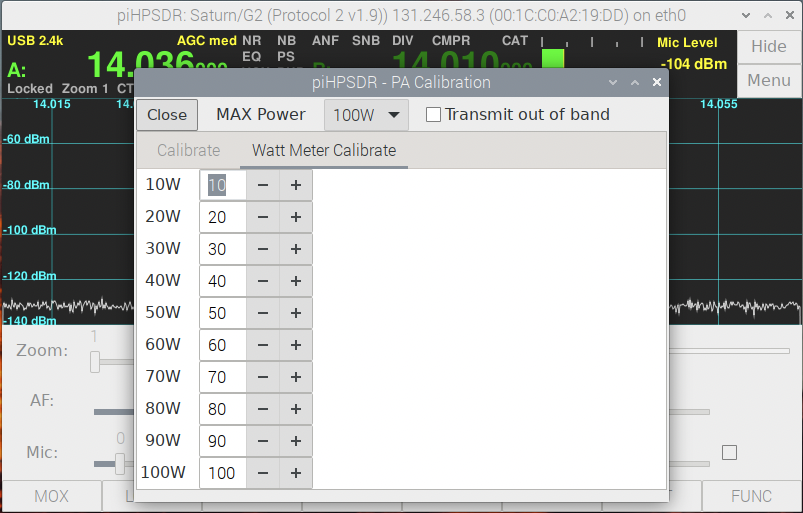 piHPSDR: Saturn/G2 (Protocol 2 v1.9)) 131.246.58.3 (00:1C:C0:A2:19:DD) on eth0
USB 2.4k AGC med NR NB ANF SNB DIV CMPR CAT Mic Level Hide
EQ PS
A: 14.036 14.010 -104 dBm
Locked Zoom 1 Menu
14.015 14.055
piHPSDR - PA Calibration
Close MAX Power 100W Transmit out of band
Calibrate Watt Meter Calibrate
-60 dBm
-80 dBm
-100 dBm
-120 dBm
-140 dBm
10W 10 − +
20W 20 − +
30W 30 − +
40W 40 − +
50W 50 − +
60W 60 − +
70W 70 − +
80W 80 − +
90W 90 − +
100W 100 − +
Zoom: 1
AF:
Mic: 0
MOX FUNC